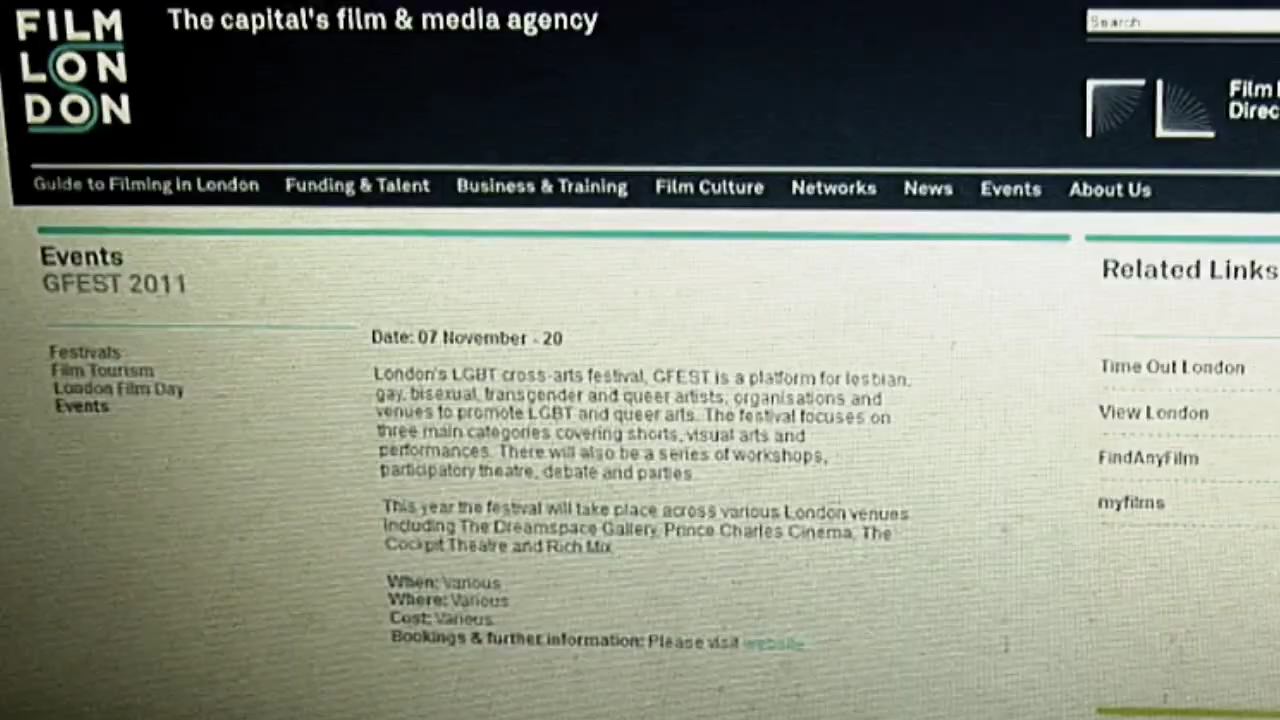 FILM
LON
DON
The capital's film & media agency
Search
Film
Direc
Guide to Filming in London Funding & Talent Business & Training Film Culture Networks News Events About Us
Events
GFEST 2011
Festivals
Film Tourism
London Film Day
Events
Date: 07 November - 20
London's LGBT cross-arts festival, GFEST is a platform for lesbian,
gay, bisexual, transgender and queer artists, organisations and
venues to promote LGBT and queer arts. The festival focuses on
three main categories covering shorts, visual arts and
performances. There will also be a series of workshops,
participatory theatre, debate and parties.
This year the festival will take place across various London venues
including The Dreamspace Gallery, Prince Charles Cinema, The
Cockpit Theatre and Rich Mix.
When: Various
Where: Various
Cost: Various
Bookings & further information: Please visit website
Related Links
Time Out London
View London
FindAnyFilm
myfilms